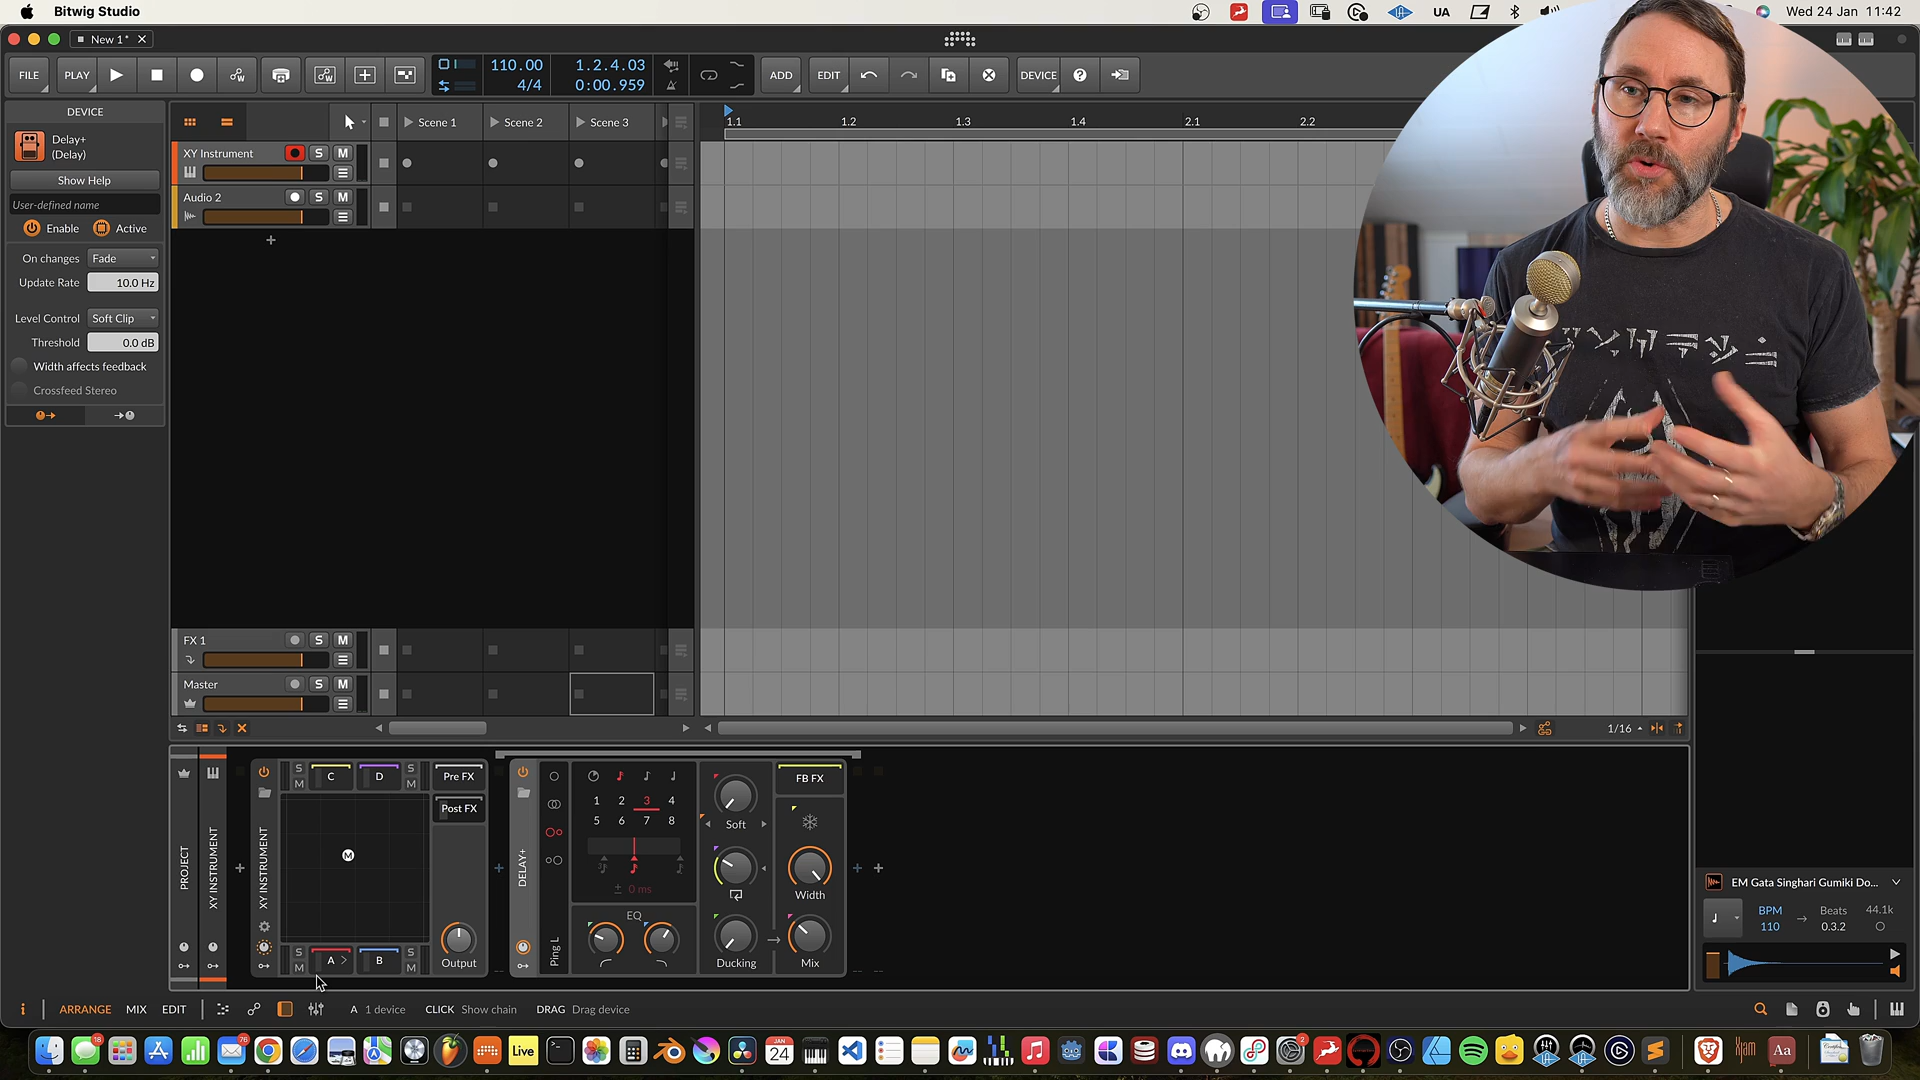 Bitwig Studio
UA
Wed 24 Jan 11:42
New 1*
FILE
PLAY
110.00
4/4
1.2.4.03
0:00.959
ADD
EDIT
DEVICE
DEVICE
Delay+
(Delay)
Show Help
User-defined name
Enable
Active
On changes
Fade
Update Rate
10.0 Hz
Level Control
Soft Clip
Threshold
0.0 dB
Width affects feedback
Crossfeed Stereo
Scene 1
Scene 2
Scene 3
1.1
1.2
1.3
1.4
2.1
2.2
XY Instrument
S
M
Audio 2
S
M
FX 1
S
M
Master
S
M
1/16
PROJECT
XY INSTRUMENT
XY INSTRUMENT
S
M
C
D
S
M
Pre FX
Post FX
M
S
M
A
B
S
M
Output
DELAY+
Ping L
1 2 3 4
5 6 7 8
± 0 ms
EQ
Soft
Ducking
FB FX
Width
Mix
EM Gata Singhari Gumiki Do...
BPM
110
Beats
0.3.2
44.1k
i
ARRANGE
MIX
EDIT
A 1 device
CLICK Show chain
DRAG Drag device
18
76
Live
JAN
24
2
Aa